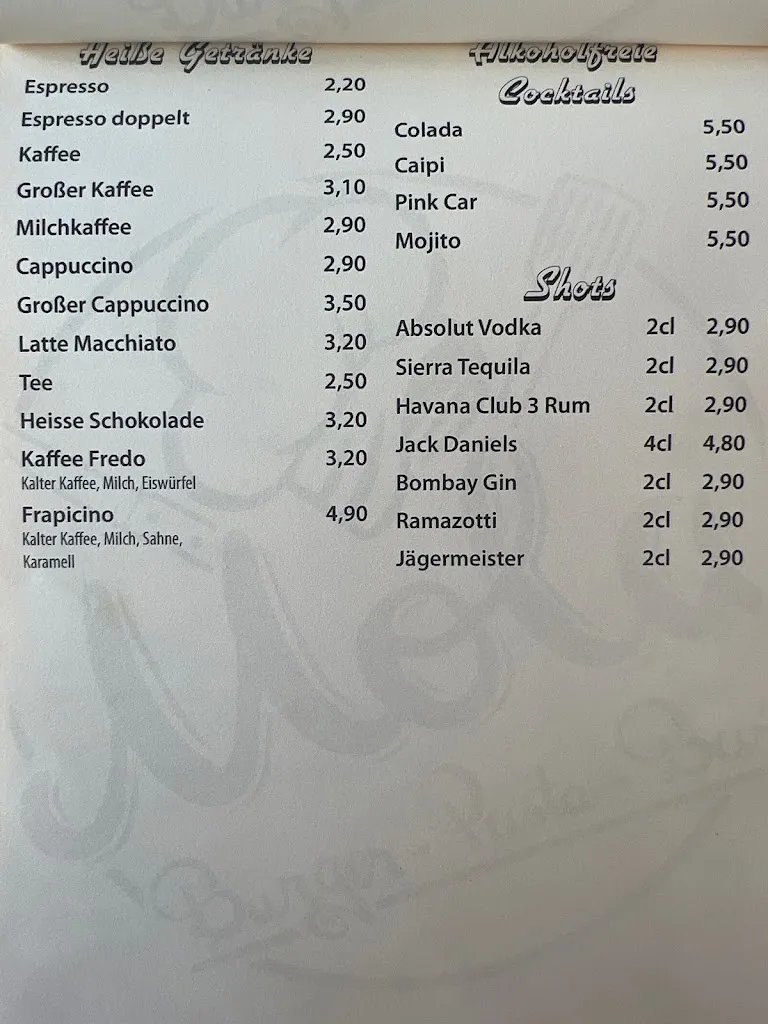 Heiße Getränke
Espresso 2,20
Espresso doppelt 2,90
Kaffee 2,50
Großer Kaffee 3,10
Milchkaffee 2,90
Cappuccino 2,90
Großer Cappuccino 3,50
Latte Macchiato 3,20
Tee 2,50
Heisse Schokolade 3,20
Kaffee Fredo 3,20
Kalter Kaffee, Milch, Eiswürfel
Frapicino 4,90
Kalter Kaffee, Milch, Sahne,
Karamell
Alkoholfreie
Cocktails
Colada 5,50
Caipi 5,50
Pink Car 5,50
Mojito 5,50
Shots
Absolut Vodka 2cl 2,90
Sierra Tequila 2cl 2,90
Havana Club 3 Rum 2cl 2,90
Jack Daniels 4cl 4,80
Bombay Gin 2cl 2,90
Ramazotti 2cl 2,90
Jägermeister 2cl 2,90
Burger - Pasta -